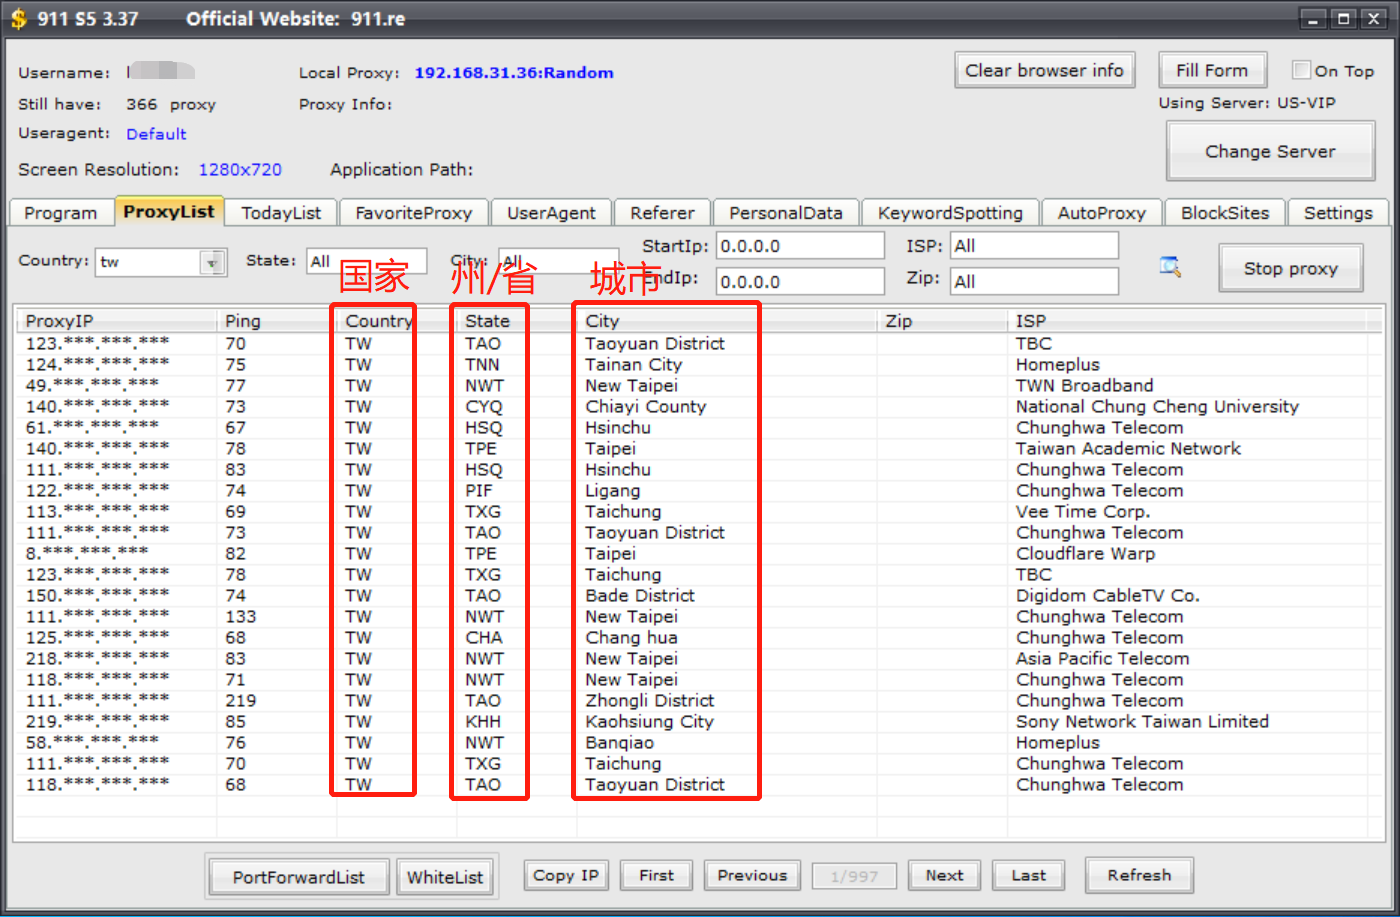 911 S5 3.37 Official Website: 911.re
Username: Local Proxy: 192.168.31.36:Random Clear browser info Fill Form On Top
Still have: 366 proxy Proxy Info: Using Server: US-VIP
Useragent: Default
Change Server
Screen Resolution: 1280x720 Application Path:
Program ProxyList TodayList FavoriteProxy UserAgent Referer PersonalData KeywordSpotting AutoProxy BlockSites Settings
StartIp: 0.0.0.0 ISP: All
Country: tw State: All City: All Stop proxy
EndIp: 0.0.0.0 Zip: All
国家 州/省 城市
ProxyIP Ping Country State City Zip ISP
123.***.***.*** 70 TW TAO Taoyuan District TBC
124.***.***.*** 75 TW TNN Tainan City Homeplus
49.***.***.*** 77 TW NWT New Taipei TWN Broadband
140.***.***.*** 73 TW CYQ Chiayi County National Chung Cheng University
61.***.***.*** 67 TW HSQ Hsinchu Chunghwa Telecom
140.***.***.*** 78 TW TPE Taipei Taiwan Academic Network
111.***.***.*** 83 TW HSQ Hsinchu Chunghwa Telecom
122.***.***.*** 74 TW PIF Ligang Chunghwa Telecom
113.***.***.*** 69 TW TXG Taichung Vee Time Corp.
111.***.***.*** 73 TW TAO Taoyuan District Chunghwa Telecom
8.***.***.*** 82 TW TPE Taipei Cloudflare Warp
123.***.***.*** 78 TW TXG Taichung TBC
150.***.***.*** 74 TW TAO Bade District Digidom CableTV Co.
111.***.***.*** 133 TW NWT New Taipei Chunghwa Telecom
125.***.***.*** 68 TW CHA Chang hua Chunghwa Telecom
218.***.***.*** 83 TW NWT New Taipei Asia Pacific Telecom
118.***.***.*** 71 TW NWT New Taipei Chunghwa Telecom
111.***.***.*** 219 TW TAO Zhongli District Chunghwa Telecom
219.***.***.*** 85 TW KHH Kaohsiung City Sony Network Taiwan Limited
58.***.***.*** 76 TW NWT Banqiao Homeplus
111.***.***.*** 70 TW TXG Taichung Chunghwa Telecom
118.***.***.*** 68 TW TAO Taoyuan District Chunghwa Telecom
PortForwardList WhiteList Copy IP First Previous 1/997 Next Last Refresh